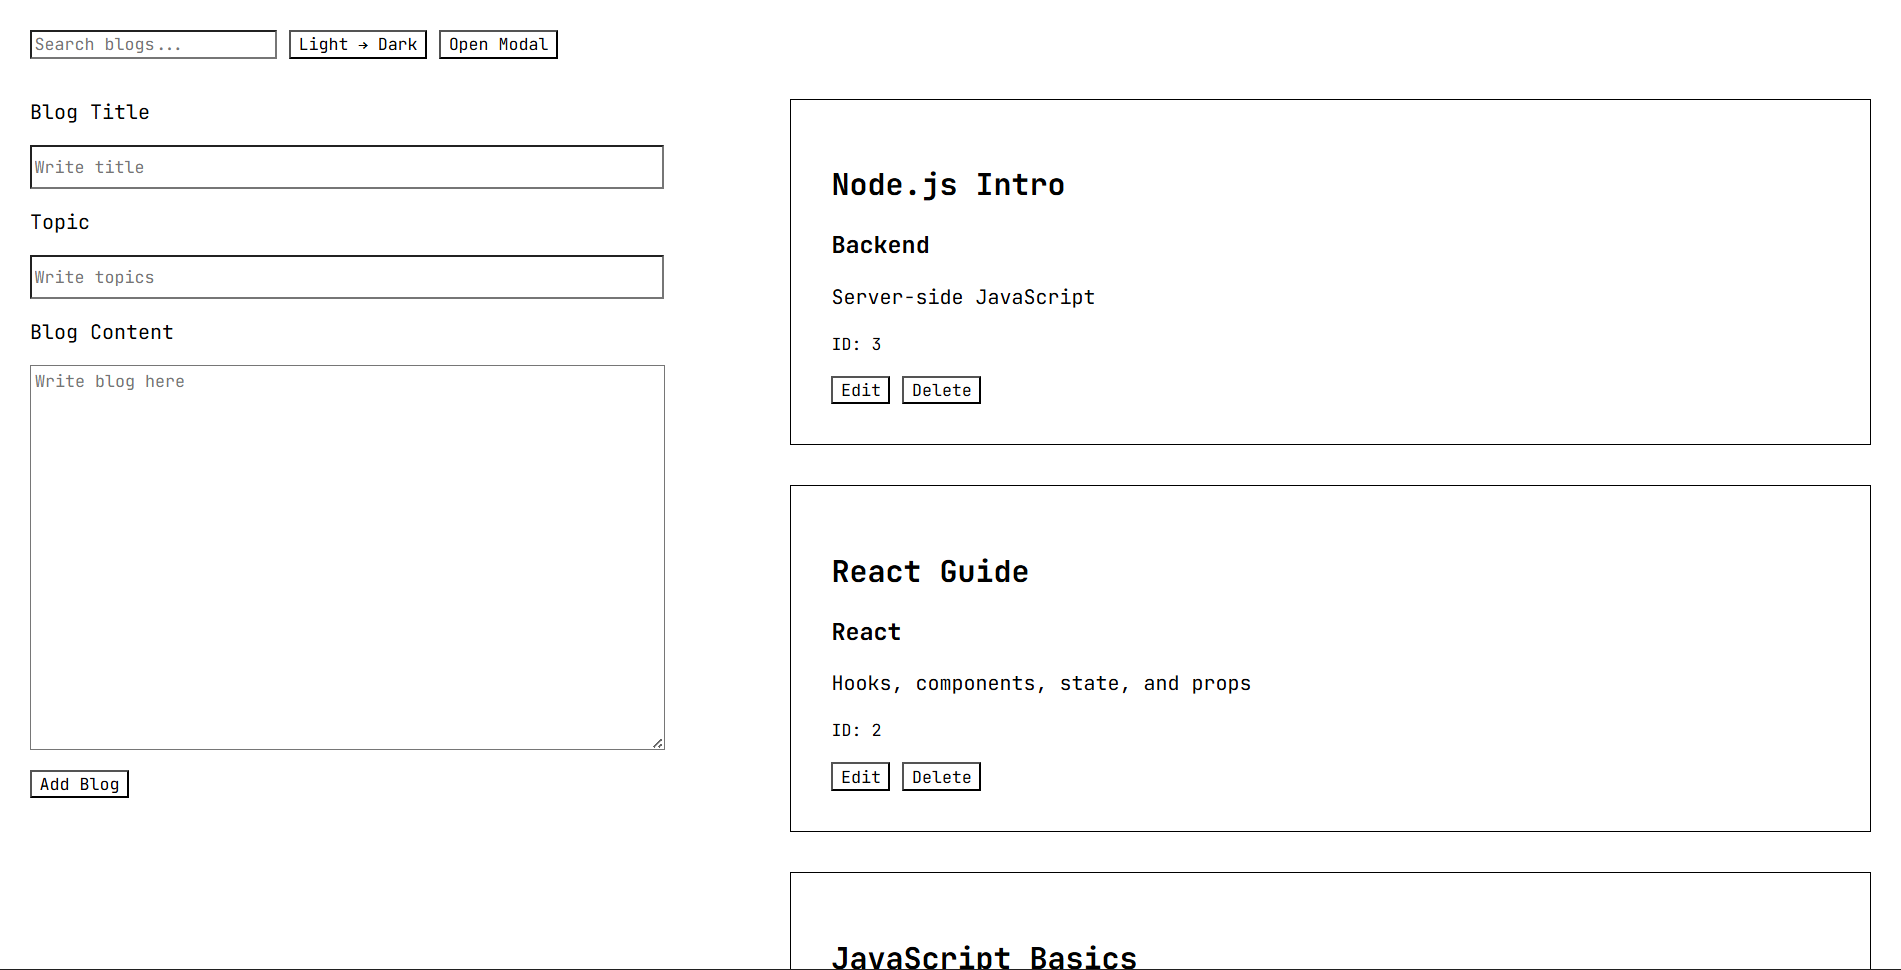 Search blogs...
Light → Dark
Open Modal
Blog Title
Write title
Topic
Write topics
Blog Content
Write blog here
Add Blog
Node.js Intro
Backend
Server-side JavaScript
ID: 3
Edit
Delete
React Guide
React
Hooks, components, state, and props
ID: 2
Edit
Delete
JavaScript Basics